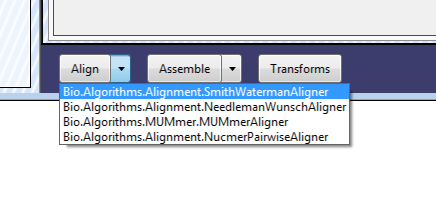 Align
Assemble
Transforms
Bio.Algorithms.Alignment.SmithWatermanAligner
Bio.Algorithms.Alignment.NeedlemanWunschAligner
Bio.Algorithms.MUMmer.MUMmerAligner
Bio.Algorithms.Alignment.NucmerPairwiseAligner